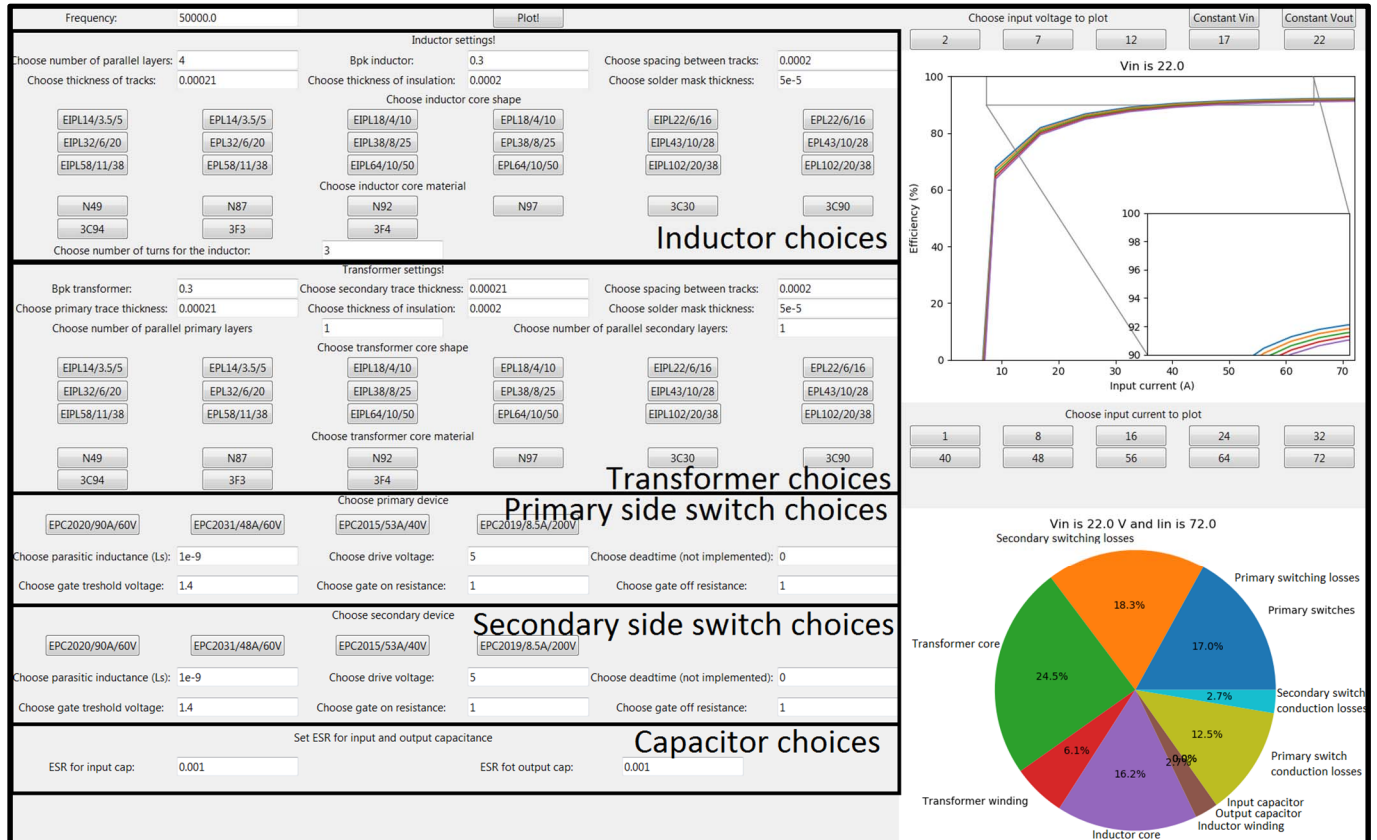 Frequency: 50000.0 Plot!
Inductor settings!
Choose number of parallel layers: 4 Bpk inductor: 0.3 Choose spacing between tracks: 0.0002
Choose thickness of tracks: 0.00021 Choose thickness of insulation: 0.0002 Choose solder mask thickness: 5e-5
Choose inductor core shape
EIPL14/3.5/5 EPL14/3.5/5 EIPL18/4/10 EPL18/4/10 EIPL22/6/16 EPL22/6/16
EIPL32/6/20 EPL32/6/20 EIPL38/8/25 EPL38/8/25 EIPL43/10/28 EPL43/10/28
EIPL58/11/38 EPL58/11/38 EIPL64/10/50 EPL64/10/50 EIPL102/20/38 EPL102/20/38
Choose inductor core material
N49 N87 N92 N97 3C30 3C90
3C94 3F3 3F4
Inductor choices
Choose number of turns for the inductor: 3
Transformer settings!
Bpk transformer: 0.3 Choose secondary trace thickness: 0.00021 Choose spacing between tracks: 0.0002
Choose primary trace thickness: 0.00021 Choose thickness of insulation: 0.0002 Choose solder mask thickness: 5e-5
Choose number of parallel primary layers 1 Choose number of parallel secondary layers: 1
Choose transformer core shape
EIPL14/3.5/5 EPL14/3.5/5 EIPL18/4/10 EPL18/4/10 EIPL22/6/16 EPL22/6/16
EIPL32/6/20 EPL32/6/20 EIPL38/8/25 EPL38/8/25 EIPL43/10/28 EPL43/10/28
EIPL58/11/38 EPL58/11/38 EIPL64/10/50 EPL64/10/50 EIPL102/20/38 EPL102/20/38
Choose transformer core material
N49 N87 N92 N97 3C30 3C90
3C94 3F3 3F4
Transformer choices
Choose primary device
Primary side switch choices
EPC2020/90A/60V EPC2031/48A/60V EPC2015/53A/40V EPC2019/8.5A/200V
Choose parasitic inductance (Ls): 1e-9 Choose drive voltage: 5 Choose deadtime (not implemented): 0
Choose gate treshold voltage: 1.4 Choose gate on resistance: 1 Choose gate off resistance: 1
Choose secondary device
Secondary side switch choices
EPC2020/90A/60V EPC2031/48A/60V EPC2015/53A/40V EPC2019/8.5A/200V
Choose parasitic inductance (Ls): 1e-9 Choose drive voltage: 5 Choose deadtime (not implemented): 0
Choose gate treshold voltage: 1.4 Choose gate on resistance: 1 Choose gate off resistance: 1
Set ESR for input and output capacitance
Capacitor choices
ESR for input cap: 0.001 ESR fot output cap: 0.001
Choose input voltage to plot Constant Vin Constant Vout
2 7 12 17 22
Vin is 22.0
Efficiency (%)
100
80
60
40
20
0
100
98
96
94
92
90
10 20 30 40 50 60 70
Input current (A)
Choose input current to plot
1 8 16 24 32
40 48 56 64 72
Vin is 22.0 V and Iin is 72.0
Secondary switching losses
Primary switching losses
18.3%
Primary switches
17.0%
Transformer core
24.5%
2.7%
Secondary switch
conduction losses
12.5%
6.1%
0.0%
2.7%
16.2%
Primary switch
conduction losses
Transformer winding
Input capacitor
Output capacitor
Inductor winding
Inductor core